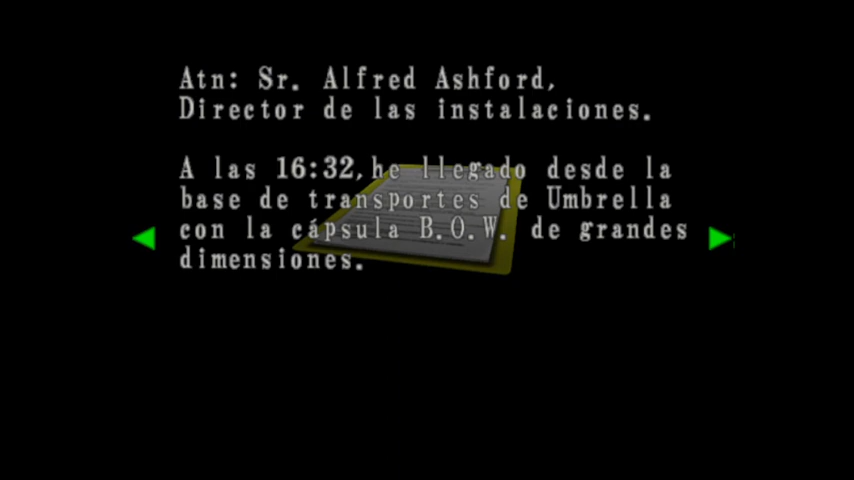 Atn: Sr. Alfred Ashford,
Director de las instalaciones.
A las 16:32,he llegado desde la
base de transportes de Umbrella
con la cápsula B.O.W. de grandes
dimensiones.